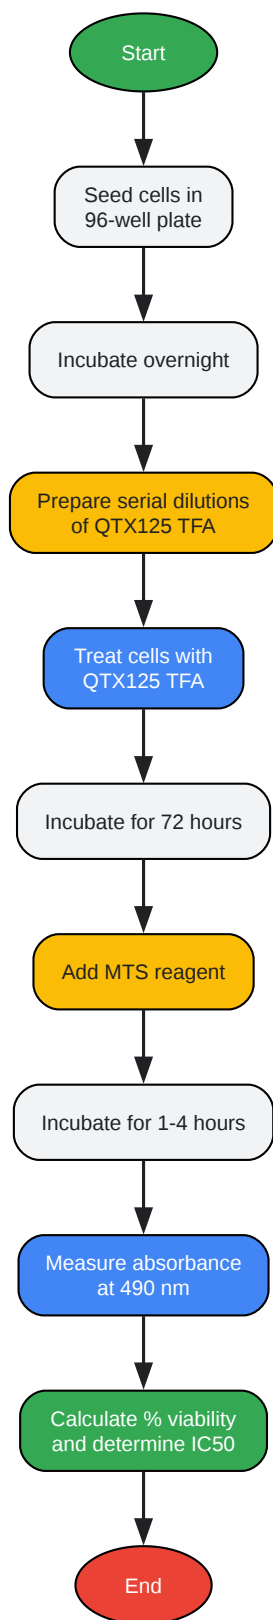 Start
Seed cells in
96-well plate
Incubate overnight
Prepare serial dilutions
of QTX125 TFA
Treat cells with
QTX125 TFA
Incubate for 72 hours
Add MTS reagent
Incubate for 1-4 hours
Measure absorbance
at 490 nm
Calculate % viability
and determine IC50
End